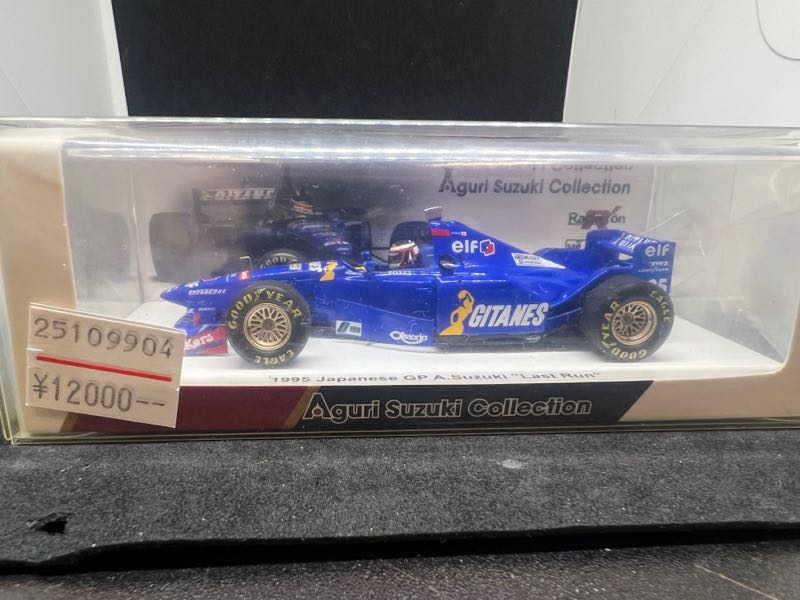 Aguri Suzuki Collection
elf
GITANES
GOODYEAR
EAGLE
GOODYEAR
EAGLE
elf
Altstoria
25109904
¥12000--
1995 Japanese GP A.Suzuki "Last Run"
Aguri Suzuki Collection